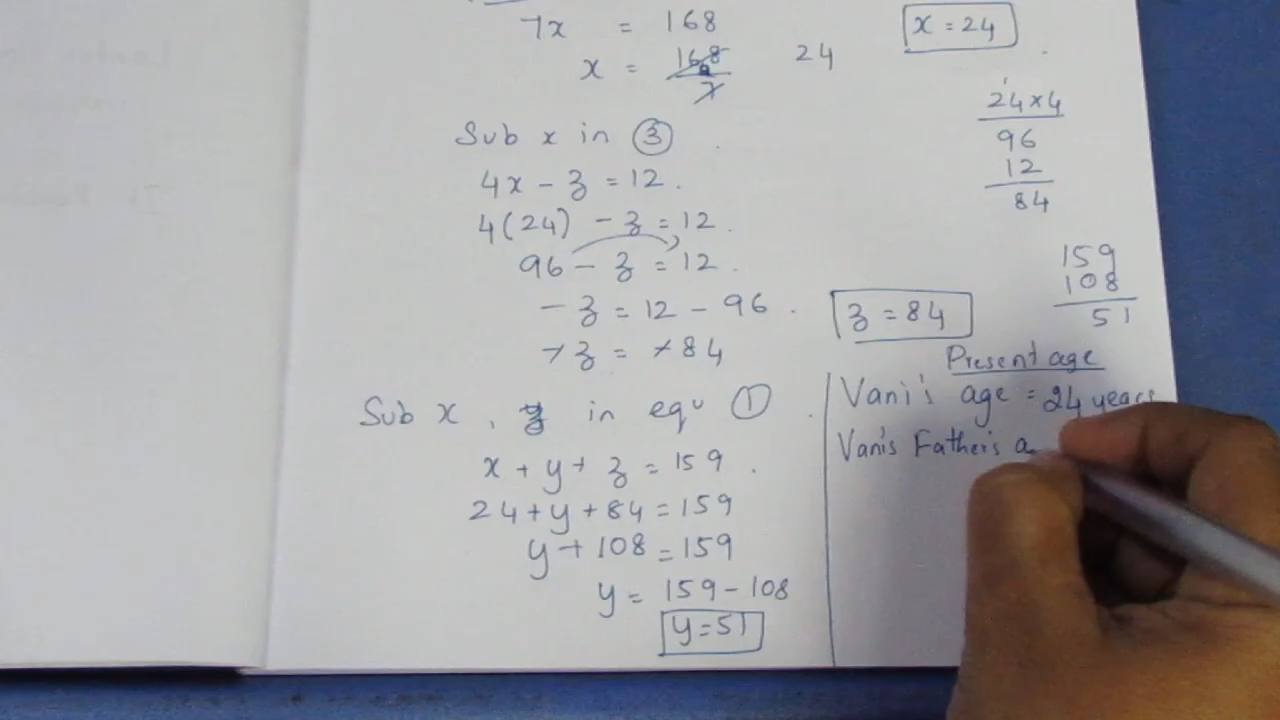 7x = 168
x = 168/7 24
x = 24
24x4
96
12
84
Sub x in ③
4x - z = 12.
4(24) - z = 12.
96 - z = 12.
- z = 12 - 96.
- z = - 84
z = 84
159
108
51
Sub x, z in equ ①
x + y + z = 159.
24 + y + 84 = 159
y + 108 = 159
y = 159 - 108
y = 51
Present age
Vani's age = 24 years
Vani's Father's a